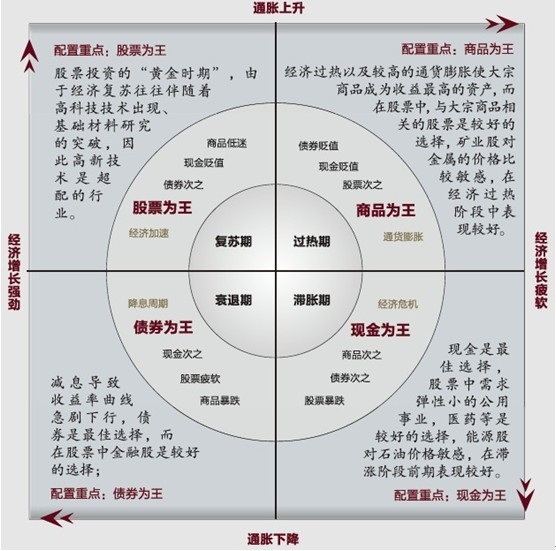 通胀上升
配置重点：股票为王
股票投资的“黄金时期”，由
于经济复苏往往伴随着
高科技技术出现、
基础材料研究
的突破，因
此高新技
术是超
配的行
业。
配置重点：商品为王
经济过热以及较高的通货膨胀使大宗
商品成为收益最高的资产，而
在股票中，与大宗商品相
关的股票是较好的
选择，矿业股对
金属的价格比
较敏感，在
经济过热
阶段中表
现较好。
商品低迷
现金贬值
债券次之
股票为王
经济加速
复苏期
债券贬值
现金贬值
股票次之
商品为王
通货膨胀
过热期
经济增长强劲
经济增长疲软
衰退期
降息周期
债券为王
现金次之
股票疲软
商品暴跌
滞胀期
经济危机
现金为王
商品次之
债券次之
股票暴跌
减息导致
收益率曲线
急剧下行，债
券是最佳选择，而
在股票中金融股是较好
的选择；
配置重点：债券为王
现金是最
佳选择，
股票中需求
弹性小的公用
事业，医药等是
较好的选择，能源股
对石油价格敏感，在滞
涨阶段前期表现较好。
配置重点：现金为王
通胀下降